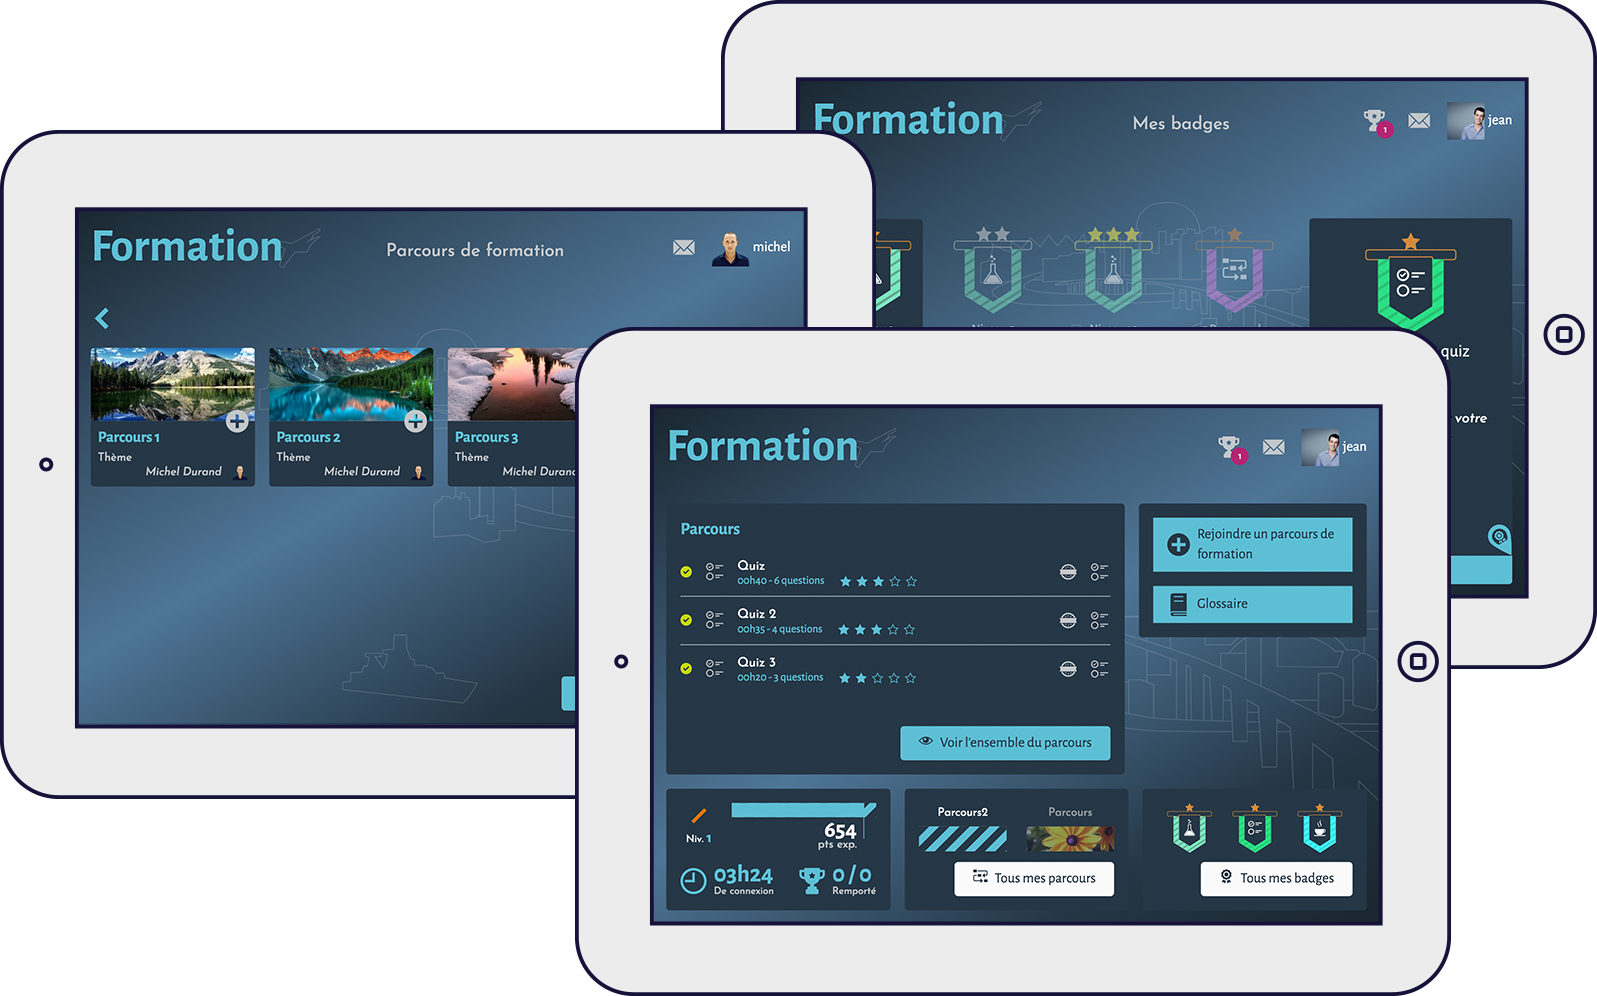 Formation
Mes badges
1
jean
quiz
votre
Formation
Parcours de formation
michel
Parcours 1
Thème
Michel Durand
Parcours 2
Thème
Michel Durand
Parcours 3
Thème
Formation
1
jean
Parcours
Quiz
00h40 - 6 questions
Quiz 2
00h35 - 4 questions
Quiz 3
00h20 - 3 questions
Voir l'ensemble du parcours
Rejoindre un parcours de
formation
Glossaire
Niv. 1
654
pts exp.
03h24
De connexion
0 / 0
Remporté
Parcours2
Parcours
Tous mes parcours
Tous mes badges